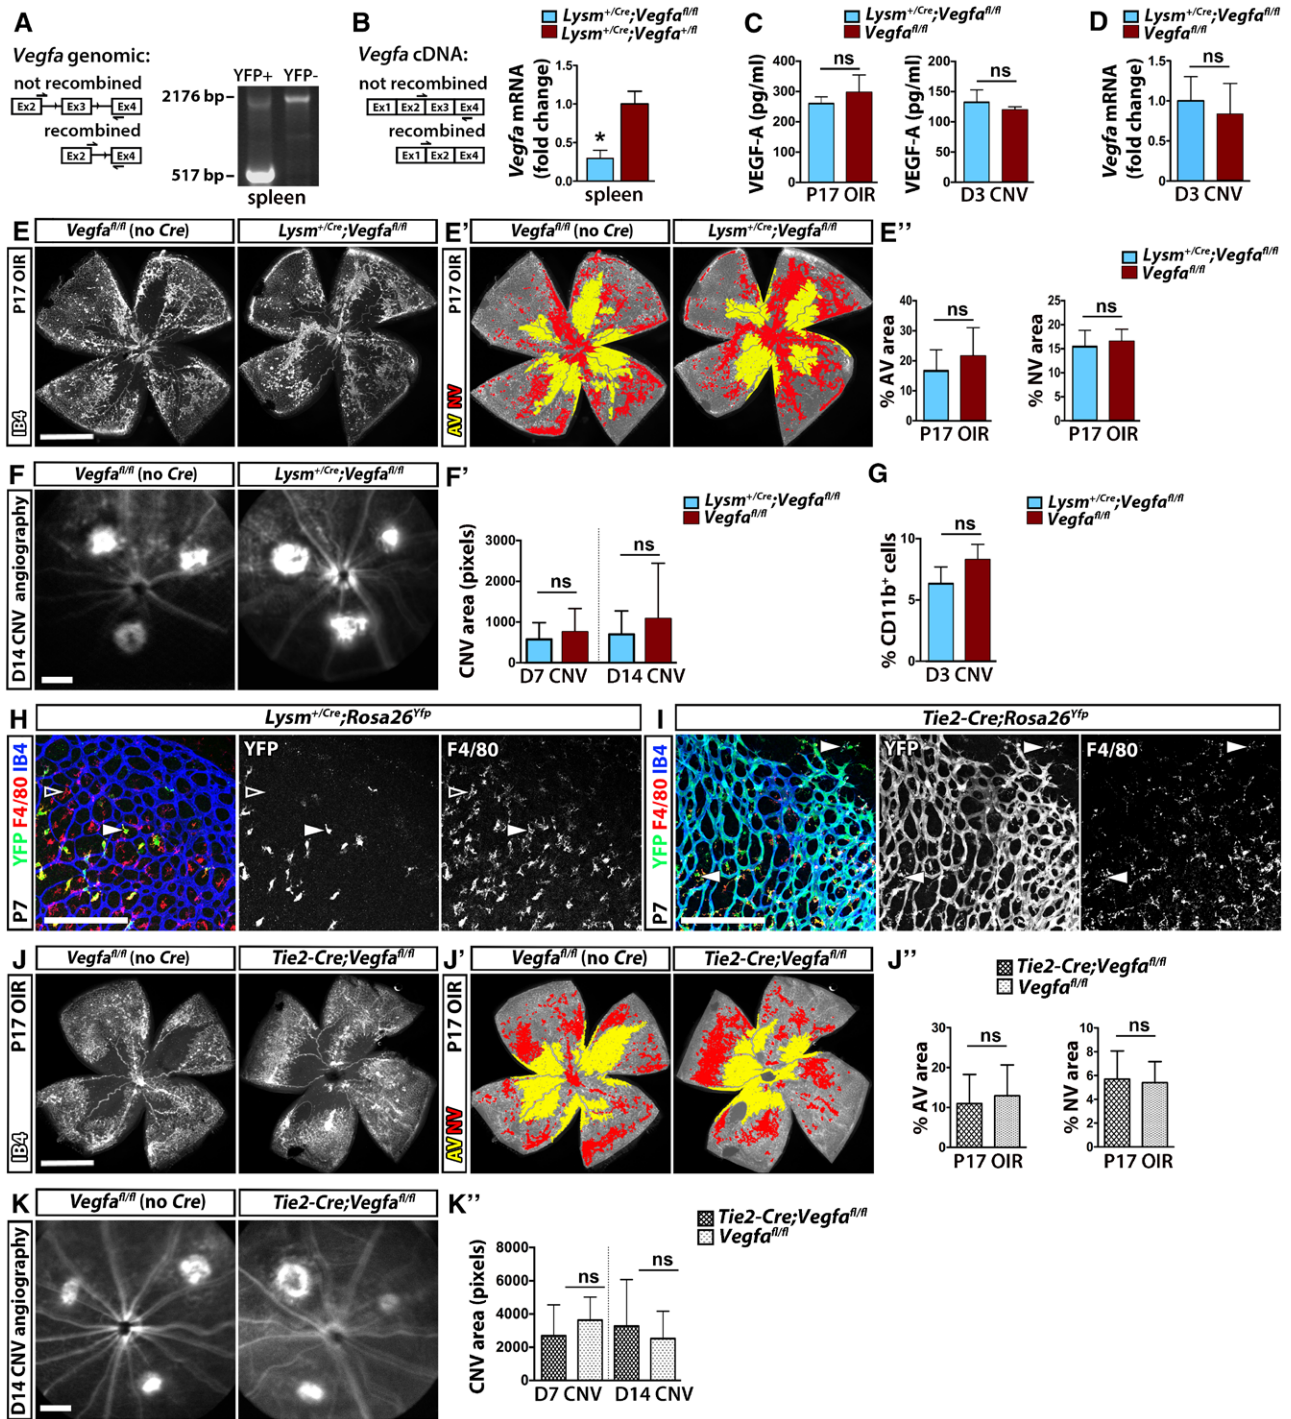 A
Vegfa genomic:
not recombined
Ex2 Ex3 Ex4
recombined
Ex2 Ex4
YFP+ YFP-
2176 bp
517 bp
spleen
B
Vegfa cDNA:
not recombined
Ex1 Ex2 Ex3 Ex4
recombined
Ex1 Ex2 Ex4
Lysm+/Cre;Vegfafl/fl
Lysm+/Cre;Vegfa+/fl
Vegfa mRNA
(fold change)
1.5
1.0
0.5
0.0
*
spleen
C
Lysm+/Cre;Vegfafl/fl
Vegfafl/fl
VEGF-A (pg/ml)
400
300
200
100
0
ns
P17 OIR
VEGF-A (pg/ml)
200
150
100
50
0
ns
D3 CNV
D
Lysm+/Cre;Vegfafl/fl
Vegfafl/fl
Vegfa mRNA
(fold change)
1.5
1.0
0.5
0.0
ns
D3 CNV
E
Vegfafl/fl (no Cre)
Lysm+/Cre;Vegfafl/fl
P17 OIR
IB4
E'
Vegfafl/fl (no Cre)
Lysm+/Cre;Vegfafl/fl
P17 OIR
AV NV
E''
Lysm+/Cre;Vegfafl/fl
Vegfafl/fl
% AV area
40
30
20
10
0
ns
P17 OIR
% NV area
25
20
15
10
5
0
ns
P17 OIR
F
Vegfafl/fl (no Cre)
Lysm+/Cre;Vegfafl/fl
D14 CNV angiography
F'
Lysm+/Cre;Vegfafl/fl
Vegfafl/fl
CNV area (pixels)
3000
2000
1000
0
ns
ns
D7 CNV D14 CNV
G
Lysm+/Cre;Vegfafl/fl
Vegfafl/fl
% CD11b+ cells
10
5
0
ns
D3 CNV
H
Lysm+/Cre;Rosa26Yfp
P7 YFP F4/80 IB4
YFP
F4/80
I
Tie2-Cre;Rosa26Yfp
P7 YFP F4/80 IB4
YFP
F4/80
J
Vegfafl/fl (no Cre)
Tie2-Cre;Vegfafl/fl
P17 OIR
IB4
J'
Vegfafl/fl (no Cre)
Tie2-Cre;Vegfafl/fl
P17 OIR
AV NV
J''
Tie2-Cre;Vegfafl/fl
Vegfafl/fl
% AV area
30
20
10
0
ns
P17 OIR
% NV area
10
8
6
4
2
0
ns
P17 OIR
K
Vegfafl/fl (no Cre)
Tie2-Cre;Vegfafl/fl
D14 CNV angiography
K''
Tie2-Cre;Vegfafl/fl
Vegfafl/fl
CNV area (pixels)
8000
6000
4000
2000
0
ns
ns
D7 CNV D14 CNV